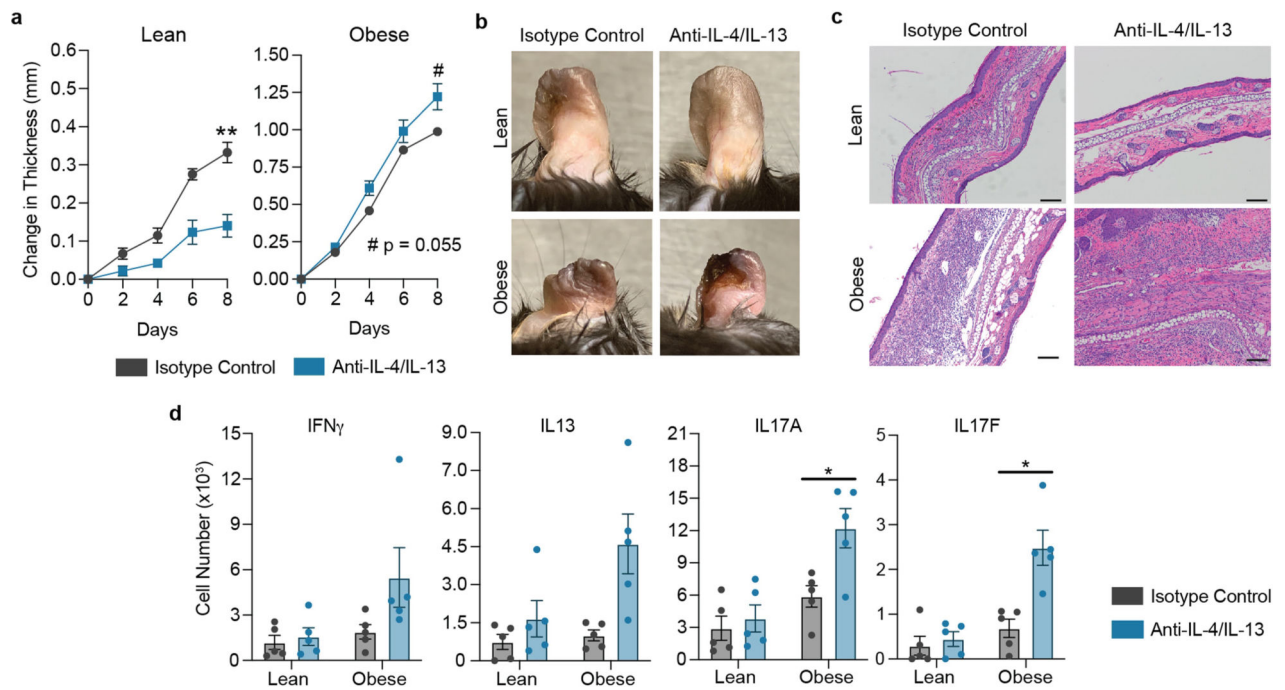 a
Lean
Obese
Change in Thickness (mm)
0.6
0.5
0.4
0.3
0.2
0.1
0.0
**
0 2 4 6 8
Days
1.50
1.25
1.00
0.75
0.50
0.25
0.00
#
# p = 0.055
0 2 4 6 8
Days
Isotype Control
Anti-IL-4/IL-13
b
Isotype Control
Anti-IL-4/IL-13
Lean
Obese
c
Isotype Control
Anti-IL-4/IL-13
Lean
Obese
d
Cell Number (x10³)
IFNγ
15
12
9
6
3
0
Lean Obese
IL13
9.0
7.5
6.0
4.5
3.0
1.5
0
Lean Obese
IL17A
21
18
15
12
9
6
3
0
*
Lean Obese
IL17F
5
4
3
2
1
0
*
Lean Obese
Isotype Control
Anti-IL-4/IL-13